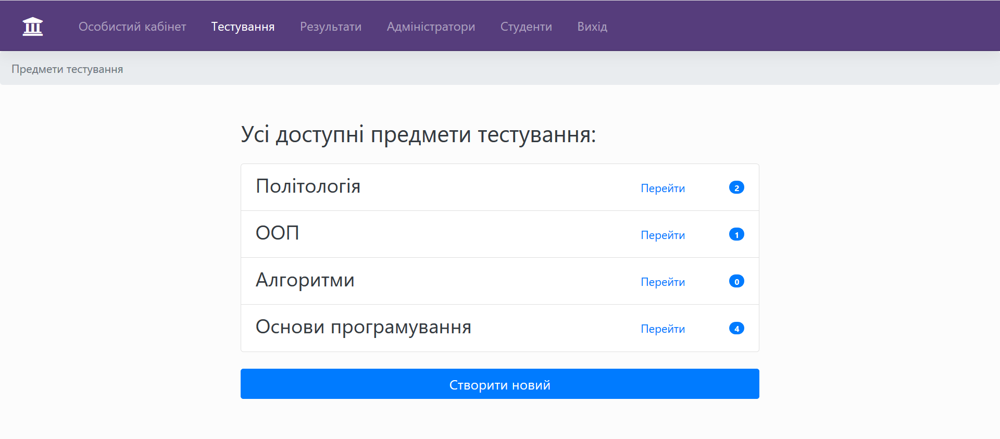 Особистий кабінет Тестування Результати Адміністратори Студенти Вихід
Предмети тестування
Усі доступні предмети тестування:
Політологія Перейти 2
ООП Перейти 1
Алгоритми Перейти 0
Основи програмування Перейти 4
Створити новий